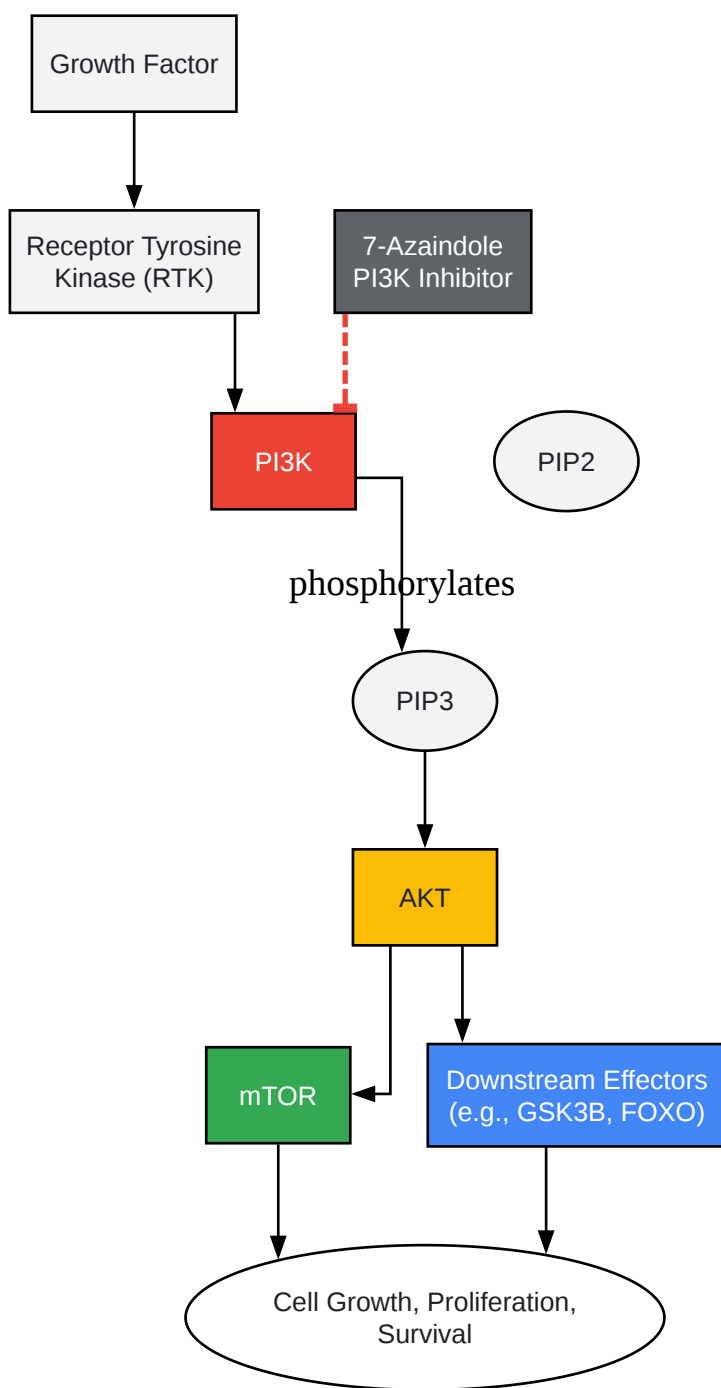 Growth Factor
Receptor Tyrosine
Kinase (RTK)
7-Azaindole
PI3K Inhibitor
PI3K
PIP2
phosphorylates
PIP3
AKT
mTOR
Downstream Effectors
(e.g., GSK3B, FOXO)
Cell Growth, Proliferation,
Survival